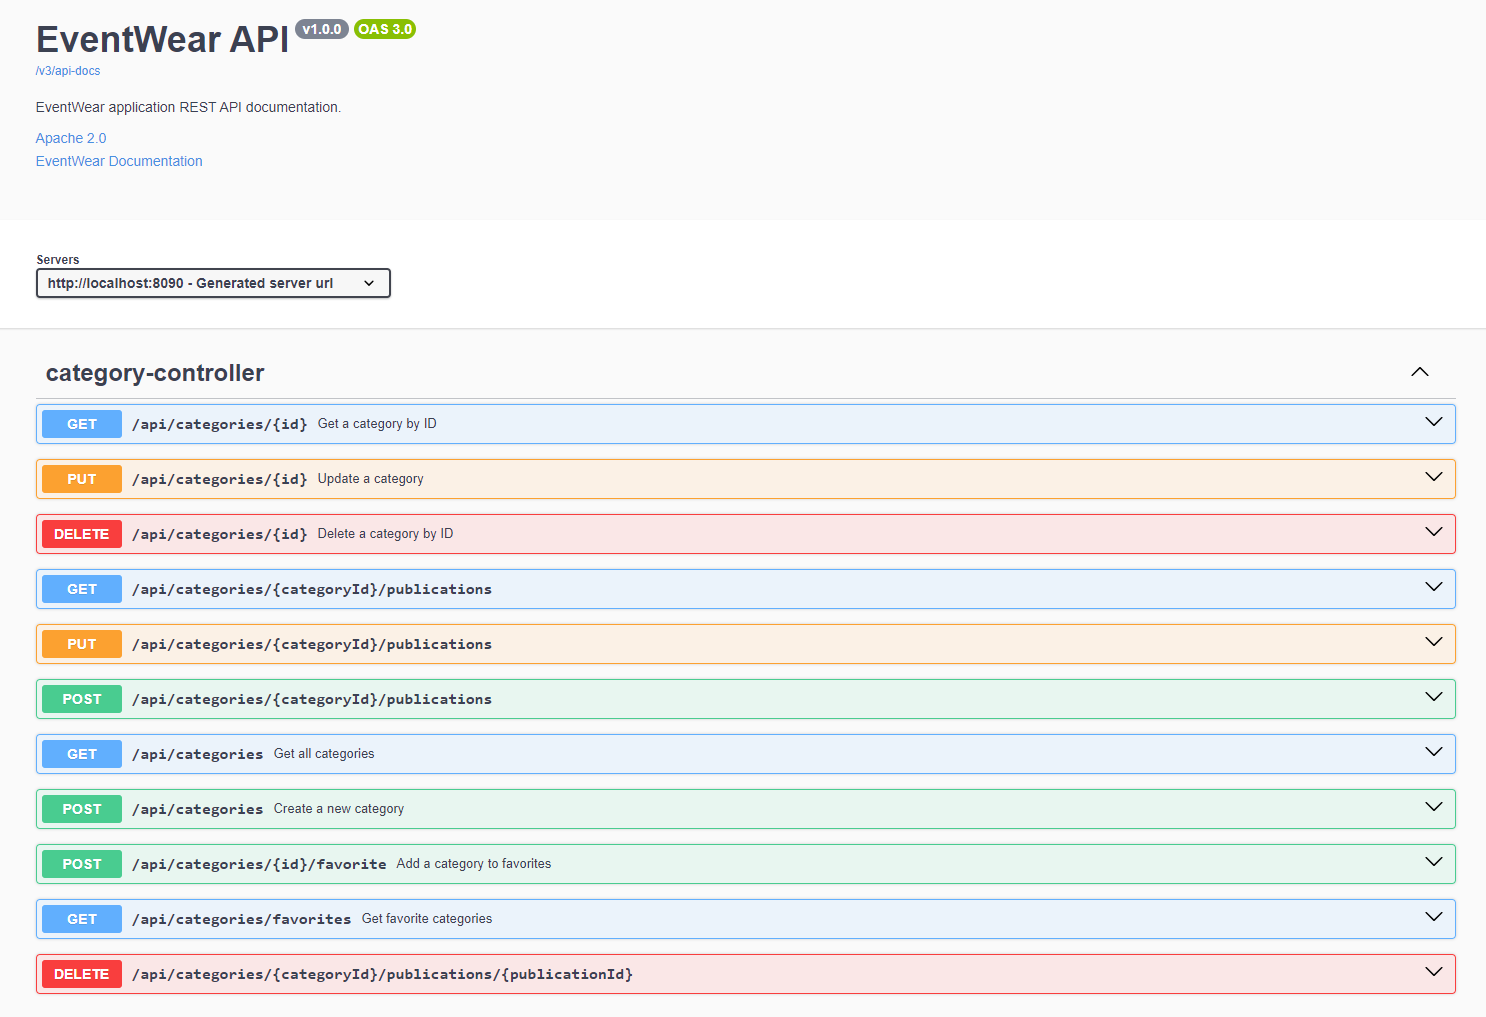 EventWear API v1.0.0 OAS 3.0
/v3/api-docs
EventWear application REST API documentation.
Apache 2.0
EventWear Documentation
Servers
http://localhost:8090 - Generated server url
category-controller
GET /api/categories/{id} Get a category by ID
PUT /api/categories/{id} Update a category
DELETE /api/categories/{id} Delete a category by ID
GET /api/categories/{categoryId}/publications
PUT /api/categories/{categoryId}/publications
POST /api/categories/{categoryId}/publications
GET /api/categories Get all categories
POST /api/categories Create a new category
POST /api/categories/{id}/favorite Add a category to favorites
GET /api/categories/favorites Get favorite categories
DELETE /api/categories/{categoryId}/publications/{publicationId}